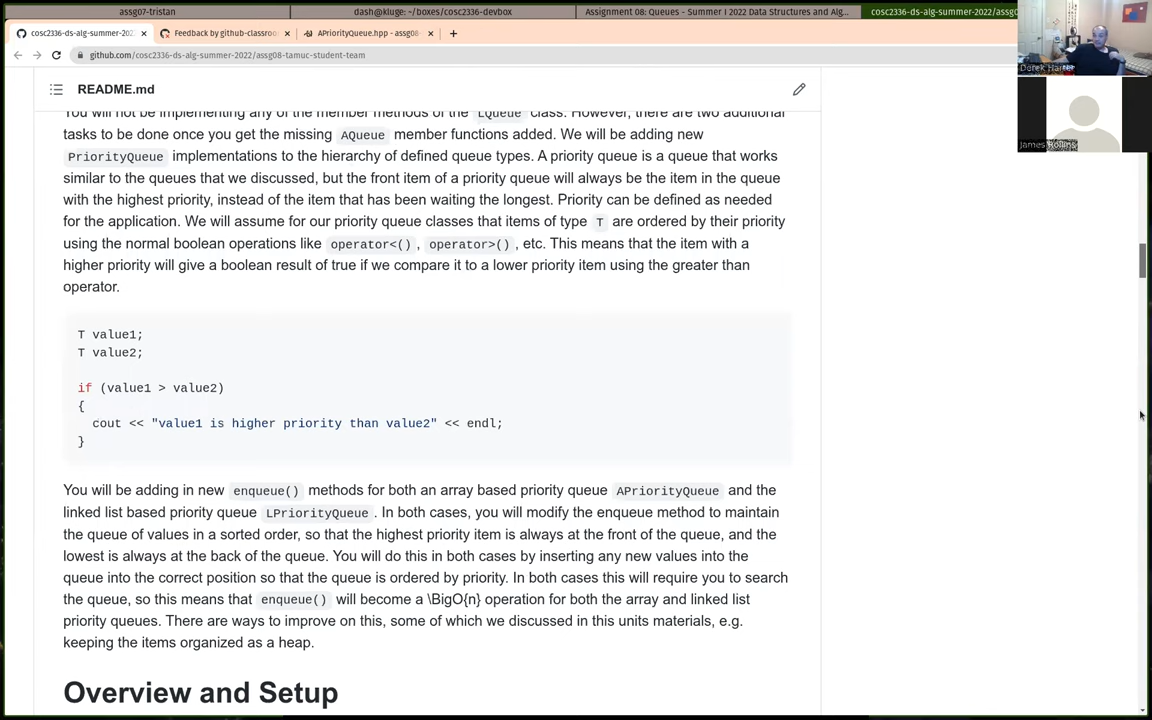 assg07-tristan
dash@kluge: ~/boxes/cosc2336-devbox
Assignment 08: Queues - Summer I 2022 Data Structures and Alg...
cosc2336-ds-alg-summer-2022/assg0
cosc2336-ds-alg-summer-202
Feedback by github-classroo
APriorityQueue.hpp - assg08-
github.com/cosc2336-ds-alg-summer-2022/assg08-tamuc-student-team
James Rollins
README.md
You will not be implementing any of the member methods of the LQueue class. However, there are two additional
tasks to be done once you get the missing AQueue member functions added. We will be adding new
PriorityQueue implementations to the hierarchy of defined queue types. A priority queue is a queue that works
similar to the queues that we discussed, but the front item of a priority queue will always be the item in the queue
with the highest priority, instead of the item that has been waiting the longest. Priority can be defined as needed
for the application. We will assume for our priority queue classes that items of type T are ordered by their priority
using the normal boolean operations like operator<() , operator>() , etc. This means that the item with a
higher priority will give a boolean result of true if we compare it to a lower priority item using the greater than
operator.
T value1;
T value2;
if (value1 > value2)
{
cout << "value1 is higher priority than value2" << endl;
}
You will be adding in new enqueue() methods for both an array based priority queue APriorityQueue and the
linked list based priority queue LPriorityQueue . In both cases, you will modify the enqueue method to maintain
the queue of values in a sorted order, so that the highest priority item is always at the front of the queue, and the
lowest is always at the back of the queue. You will do this in both cases by inserting any new values into the
queue into the correct position so that the queue is ordered by priority. In both cases this will require you to search
the queue, so this means that enqueue() will become a \BigO{n} operation for both the array and linked list
priority queues. There are ways to improve on this, some of which we discussed in this units materials, e.g.
keeping the items organized as a heap.
Overview and Setup